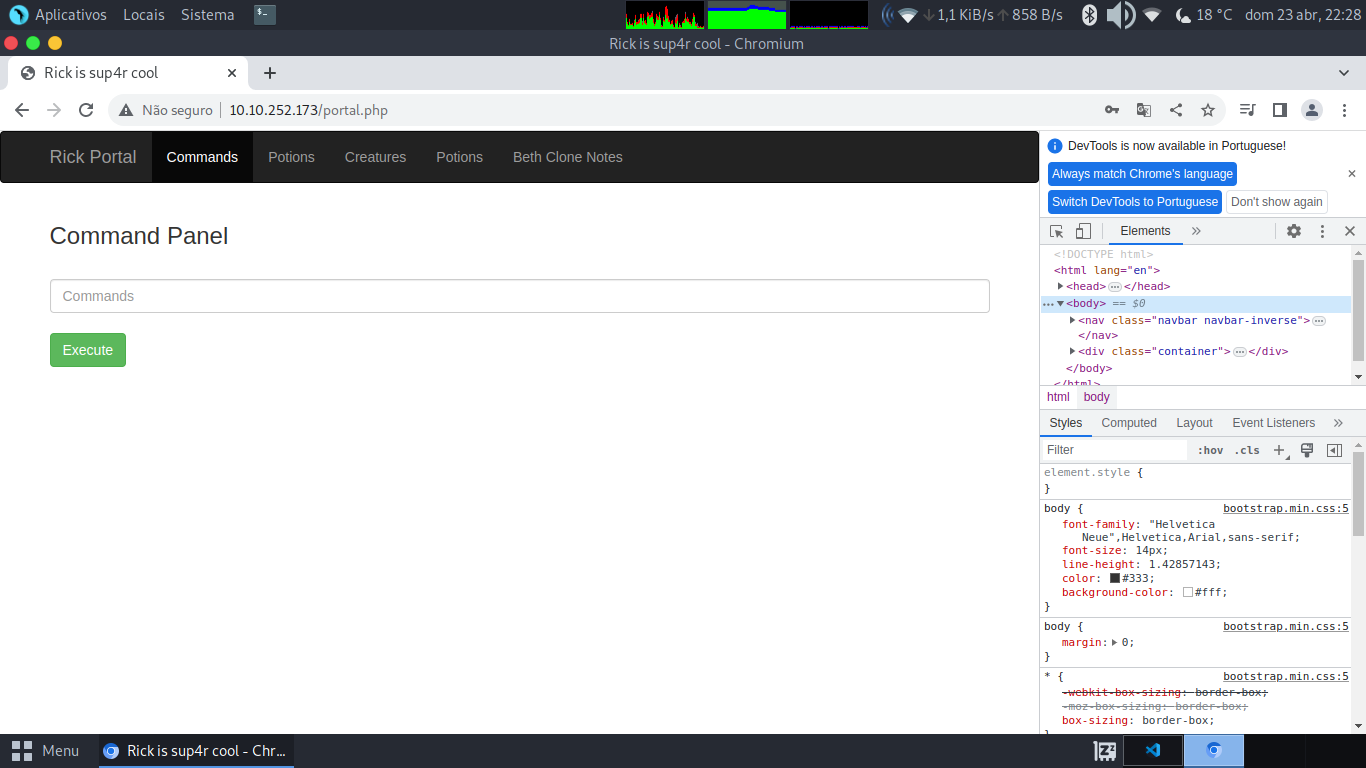 Aplicativos Locais Sistema 1,1 KiB/s 858 B/s 18 °C dom 23 abr, 22:28
Rick is sup4r cool - Chromium
Rick is sup4r cool
Não seguro 10.10.252.173/portal.php
Rick Portal Commands Potions Creatures Potions Beth Clone Notes
Command Panel
Commands
Execute
DevTools is now available in Portuguese!
Always match Chrome's language
Switch DevTools to Portuguese Don't show again
Elements
<!DOCTYPE html>
<html lang="en">
<head>…</head>
<body> == $0
<nav class="navbar navbar-inverse">…
</nav>
<div class="container">…</div>
</body>
</html>
html body
Styles Computed Layout Event Listeners
Filter :hov .cls
element.style {
}
body { bootstrap.min.css:5
font-family: "Helvetica
Neue",Helvetica,Arial,sans-serif;
font-size: 14px;
line-height: 1.42857143;
color: #333;
background-color: #fff;
}
body { bootstrap.min.css:5
margin: 0;
}
* { bootstrap.min.css:5
-webkit-box-sizing: border-box;
-moz-box-sizing: border-box;
box-sizing: border-box;
}
Menu Rick is sup4r cool - Chr...